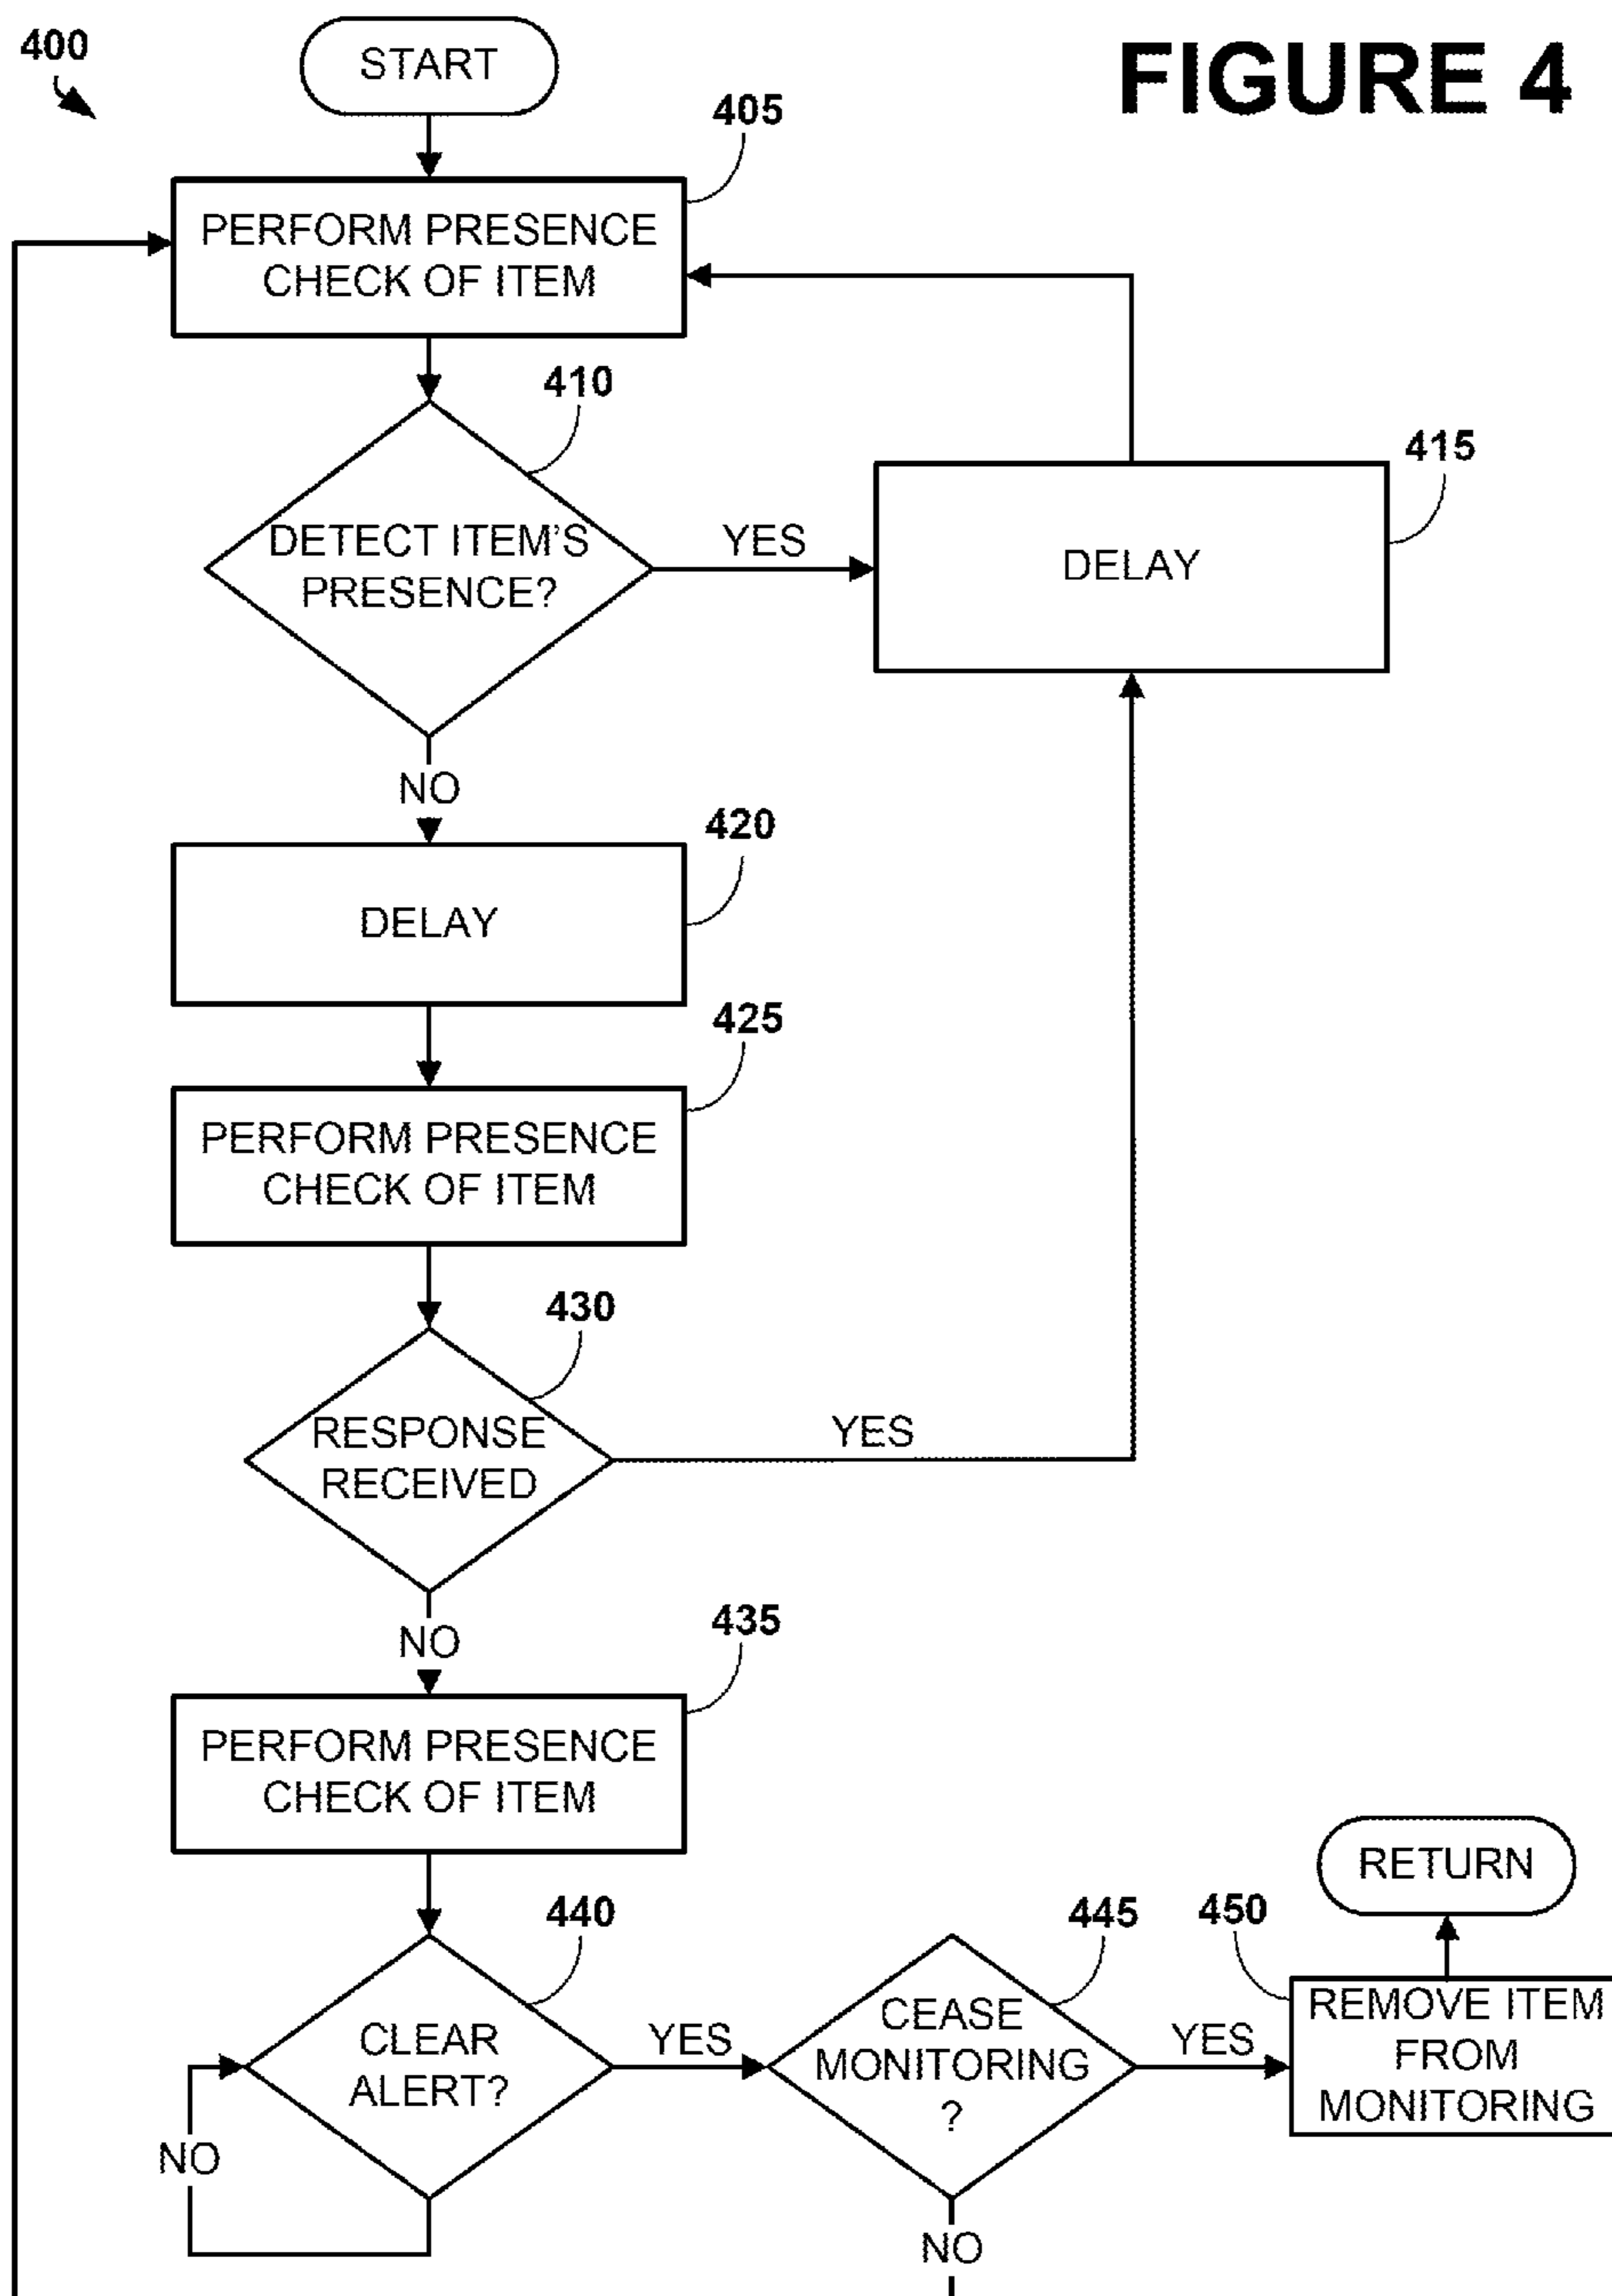 400
START
FIGURE 4
405
PERFORM PRESENCE
CHECK OF ITEM
410
DETECT ITEM'S
PRESENCE?
YES
415
DELAY
NO
420
DELAY
425
PERFORM PRESENCE
CHECK OF ITEM
430
RESPONSE
RECEIVED
YES
NO
435
PERFORM PRESENCE
CHECK OF ITEM
440
CLEAR
ALERT?
NO
YES
445
CEASE
MONITORING
?
NO
YES
450
REMOVE ITEM
FROM
MONITORING
RETURN